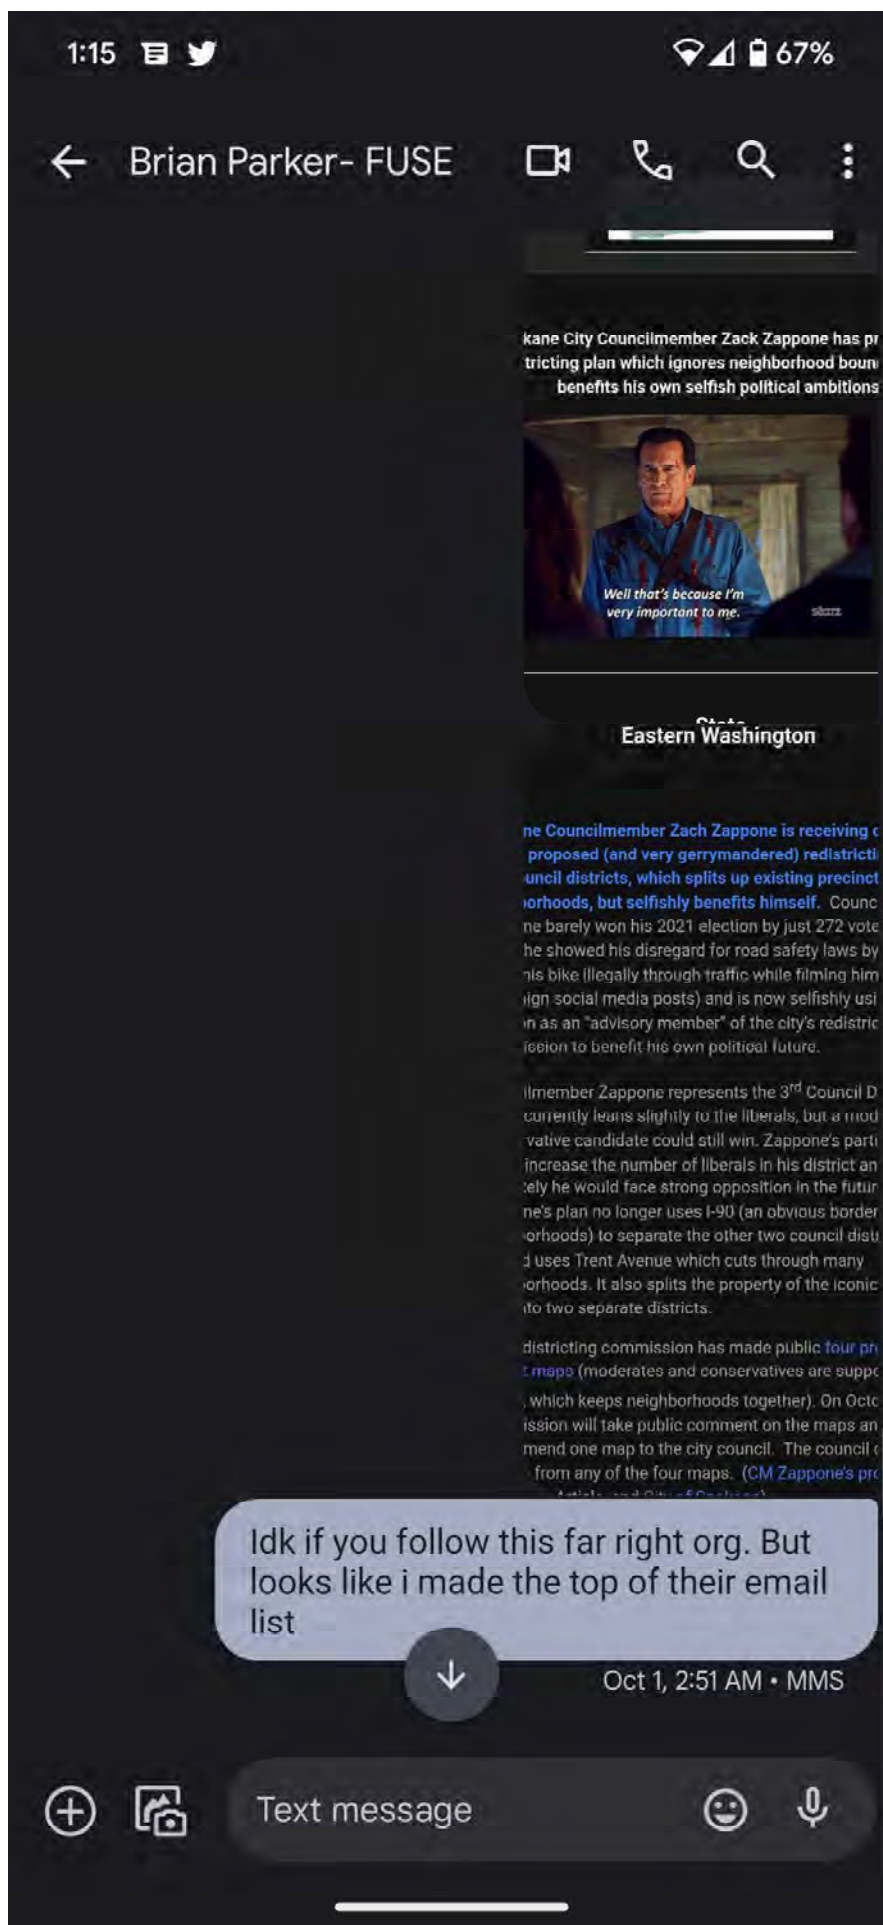 1:15 67%
Brian Parker- FUSE
kane City Councilmember Zack Zappone has pr
tricting plan which ignores neighborhood boun
benefits his own selfish political ambitions
Well that's because I'm
very important to me.
starz
State
Eastern Washington
ne Councilmember Zach Zappone is receiving c
proposed (and very gerrymandered) redistricti
uncil districts, which splits up existing precinct
orhoods, but selfishly benefits himself. Counc
ne barely won his 2021 election by just 272 vote
he showed his disregard for road safety laws by
his bike illegally through traffic while filming him
ign social media posts) and is now selfishly usi
n as an "advisory member" of the city's redistric
ission to benefit his own political future.
ilmember Zappone represents the 3rd Council D
currently leans slightly to the liberals, but a mod
vative candidate could still win. Zappone's parti
increase the number of liberals in his district an
ely he would face strong opposition in the futur
ne's plan no longer uses I-90 (an obvious border
orhoods) to separate the other two council distr
d uses Trent Avenue which cuts through many
orhoods. It also splits the property of the iconic
to two separate districts.
districting commission has made public four pr
t maps (moderates and conservatives are suppo
, which keeps neighborhoods together). On Octo
ission will take public comment on the maps an
mend one map to the city council. The council c
from any of the four maps. (CM Zappone's pro
Article, and City of Spokane)
Idk if you follow this far right org. But
looks like i made the top of their email
list
Oct 1, 2:51 AM • MMS
Text message